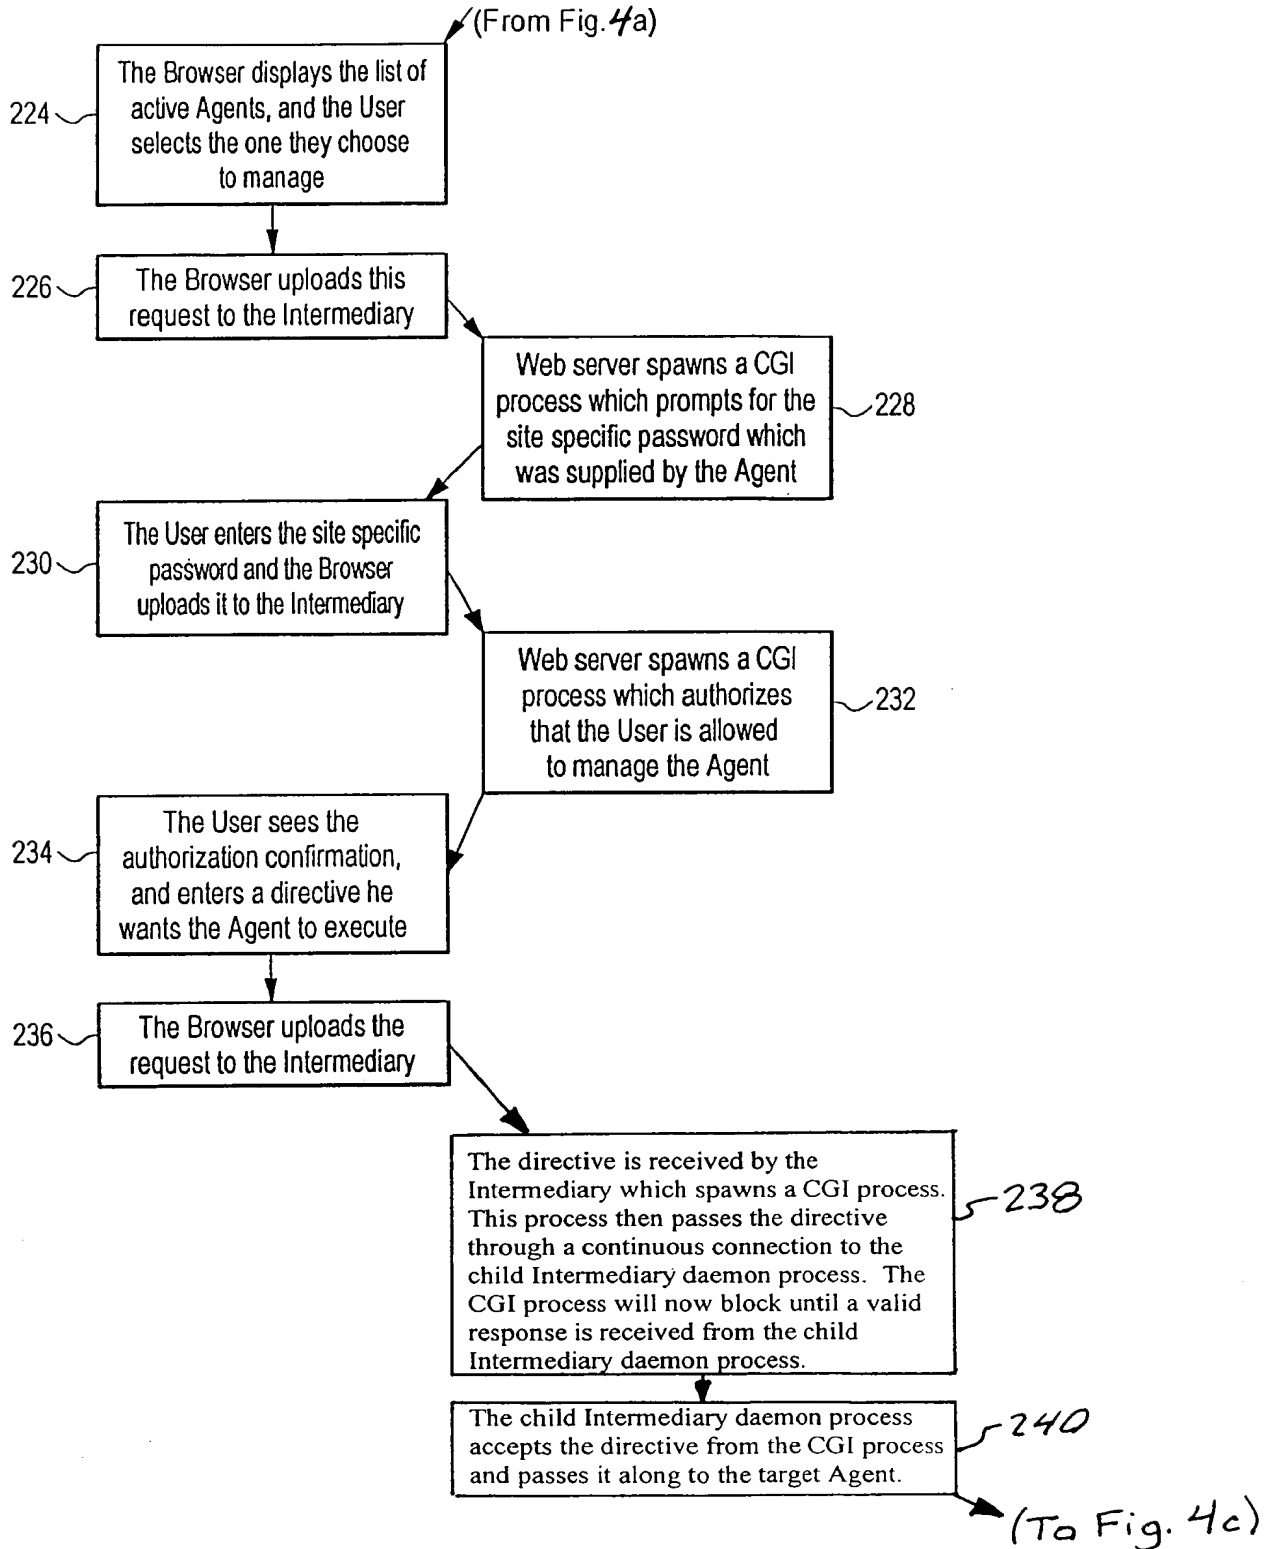 (From Fig. 4a)
224
The Browser displays the list of
active Agents, and the User
selects the one they choose
to manage
226
The Browser uploads this
request to the Intermediary
Web server spawns a CGI
process which prompts for the
site specific password which
was supplied by the Agent
228
230
The User enters the site specific
password and the Browser
uploads it to the Intermediary
Web server spawns a CGI
process which authorizes
that the User is allowed
to manage the Agent
232
234
The User sees the
authorization confirmation,
and enters a directive he
wants the Agent to execute
236
The Browser uploads the
request to the Intermediary
The directive is received by the
Intermediary which spawns a CGI process.
This process then passes the directive
through a continuous connection to the
child Intermediary daemon process. The
CGI process will now block until a valid
response is received from the child
Intermediary daemon process.
238
The child Intermediary daemon process
accepts the directive from the CGI process
and passes it along to the target Agent.
240
(To Fig. 4c)